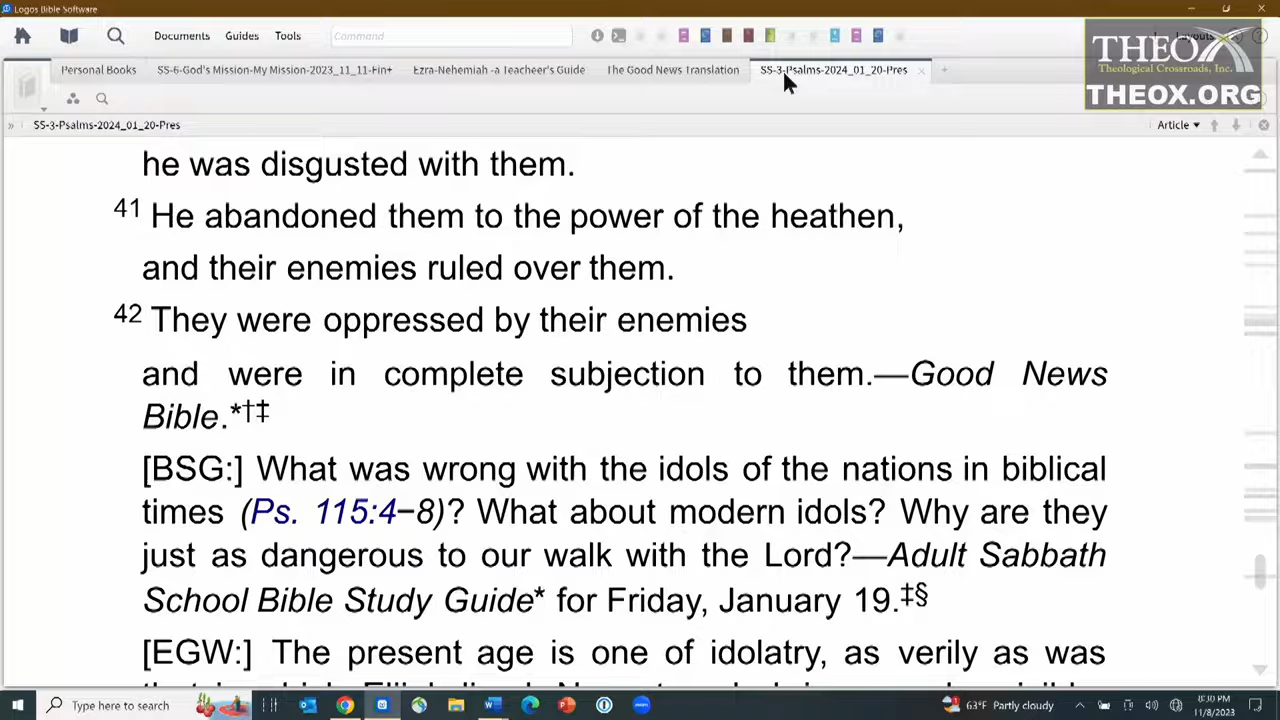 Logos Bible Software
Documents Guides Tools Command
THEOX
Theological Crossroads, Inc.
THEOX.ORG
Personal Books SS-6-God's Mission-My Mission-2023_11_11-Fin+ Teacher's Guide The Good News Translation SS-3-Psalms-2024_01_20-Pres
SS-3-Psalms-2024_01_20-Pres Article
he was disgusted with them.
41 He abandoned them to the power of the heathen,
and their enemies ruled over them.
42 They were oppressed by their enemies
and were in complete subjection to them.—Good News
Bible.*†‡
[BSG:] What was wrong with the idols of the nations in biblical
times (Ps. 115:4–8)? What about modern idols? Why are they
just as dangerous to our walk with the Lord?—Adult Sabbath
School Bible Study Guide* for Friday, January 19.‡§
[EGW:] The present age is one of idolatry, as verily as was
Type here to search 63°F Partly cloudy 8:30 PM
11/8/2023